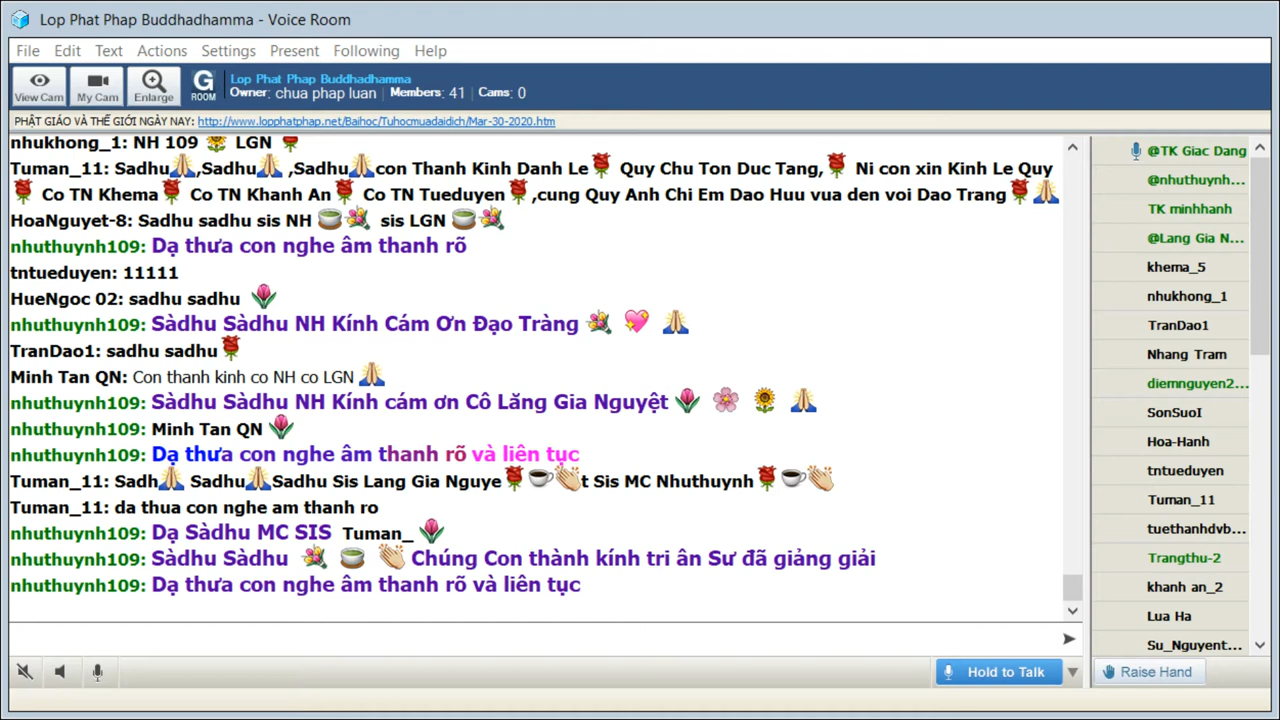 Lop Phat Phap Buddhadhamma - Voice Room
File Edit Text Actions Settings Present Following Help
View Cam My Cam Enlarge G ROOM
Lop Phat Phap Buddhadhamma
Owner: chua phap luan Members: 41 Cams: 0
PHẬT GIÁO VÀ THẾ GIỚI NGÀY NAY: http://www.lopphatphap.net/Baihoc/Tuhocmuadaidich/Mar-30-2020.htm
nhukhong_1: NH 109 🌻 LGN 🌹
Tuman_11: Sadhu🙏,Sadhu🙏 ,Sadhu🙏con Thanh Kinh Danh Le🌹 Quy Chu Ton Duc Tang,🌹 Ni con xin Kinh Le Quy
🌹 Co TN Khema🌹 Co TN Khanh An🌹 Co TN Tueduyen🌹,cung Quy Anh Chi Em Dao Huu vua den voi Dao Trang🌹🙏
HoaNguyet-8: Sadhu sadhu sis NH 🍵💐 sis LGN 🍵💐
nhuthuynh109: Dạ thưa con nghe âm thanh rõ
tntueduyen: 11111
HueNgoc 02: sadhu sadhu 🌷
nhuthuynh109: Sàdhu Sàdhu NH Kính Cám Ơn Đạo Tràng 💐 💖 🙏
TranDao1: sadhu sadhu🌹
Minh Tan QN: Con thanh kinh co NH co LGN 🙏
nhuthuynh109: Sàdhu Sàdhu NH Kính cám ơn Cô Lăng Gia Nguyệt 🌷 🌸 🌻 🙏
nhuthuynh109: Minh Tan QN 🌷
nhuthuynh109: Dạ thưa con nghe âm thanh rõ và liên tục
Tuman_11: Sadh🙏 Sadhu🙏Sadhu Sis Lang Gia Nguye🌹☕👏t Sis MC Nhuthuynh🌹☕👏
Tuman_11: da thua con nghe am thanh ro
nhuthuynh109: Dạ Sàdhu MC SIS Tuman_ 🌷
nhuthuynh109: Sàdhu Sàdhu 💐 🍵 👏 Chúng Con thành kính tri ân Sư đã giảng giải
nhuthuynh109: Dạ thưa con nghe âm thanh rõ và liên tục
Hold to Talk
@TK Giac Dang
@nhuthuynh...
TK minhhanh
@Lang Gia N...
khema_5
nhukhong_1
TranDao1
Nhang Tram
diemnguyen2...
SonSuoI
Hoa-Hanh
tntueduyen
Tuman_11
tuethanhdvb...
Trangthu-2
khanh an_2
Lua Ha
Su_Nguyent...
Raise Hand